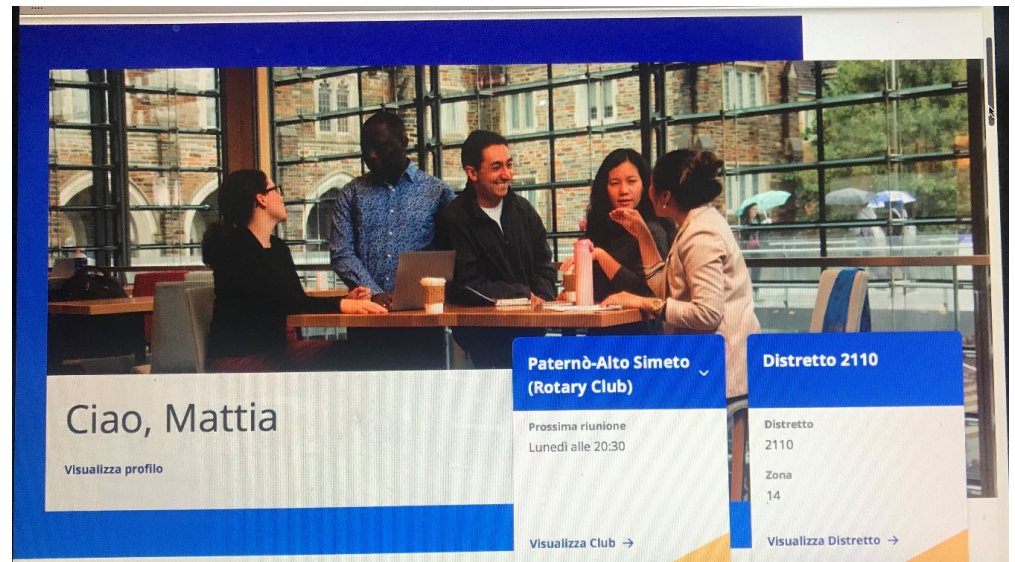 Ciao, Mattia
Visualizza profilo
Paternò-Alto Simeto
(Rotary Club)
Prossima riunione
Lunedì alle 20:30
Visualizza Club →
Distretto 2110
Distretto
2110
Zona
14
Visualizza Distretto →